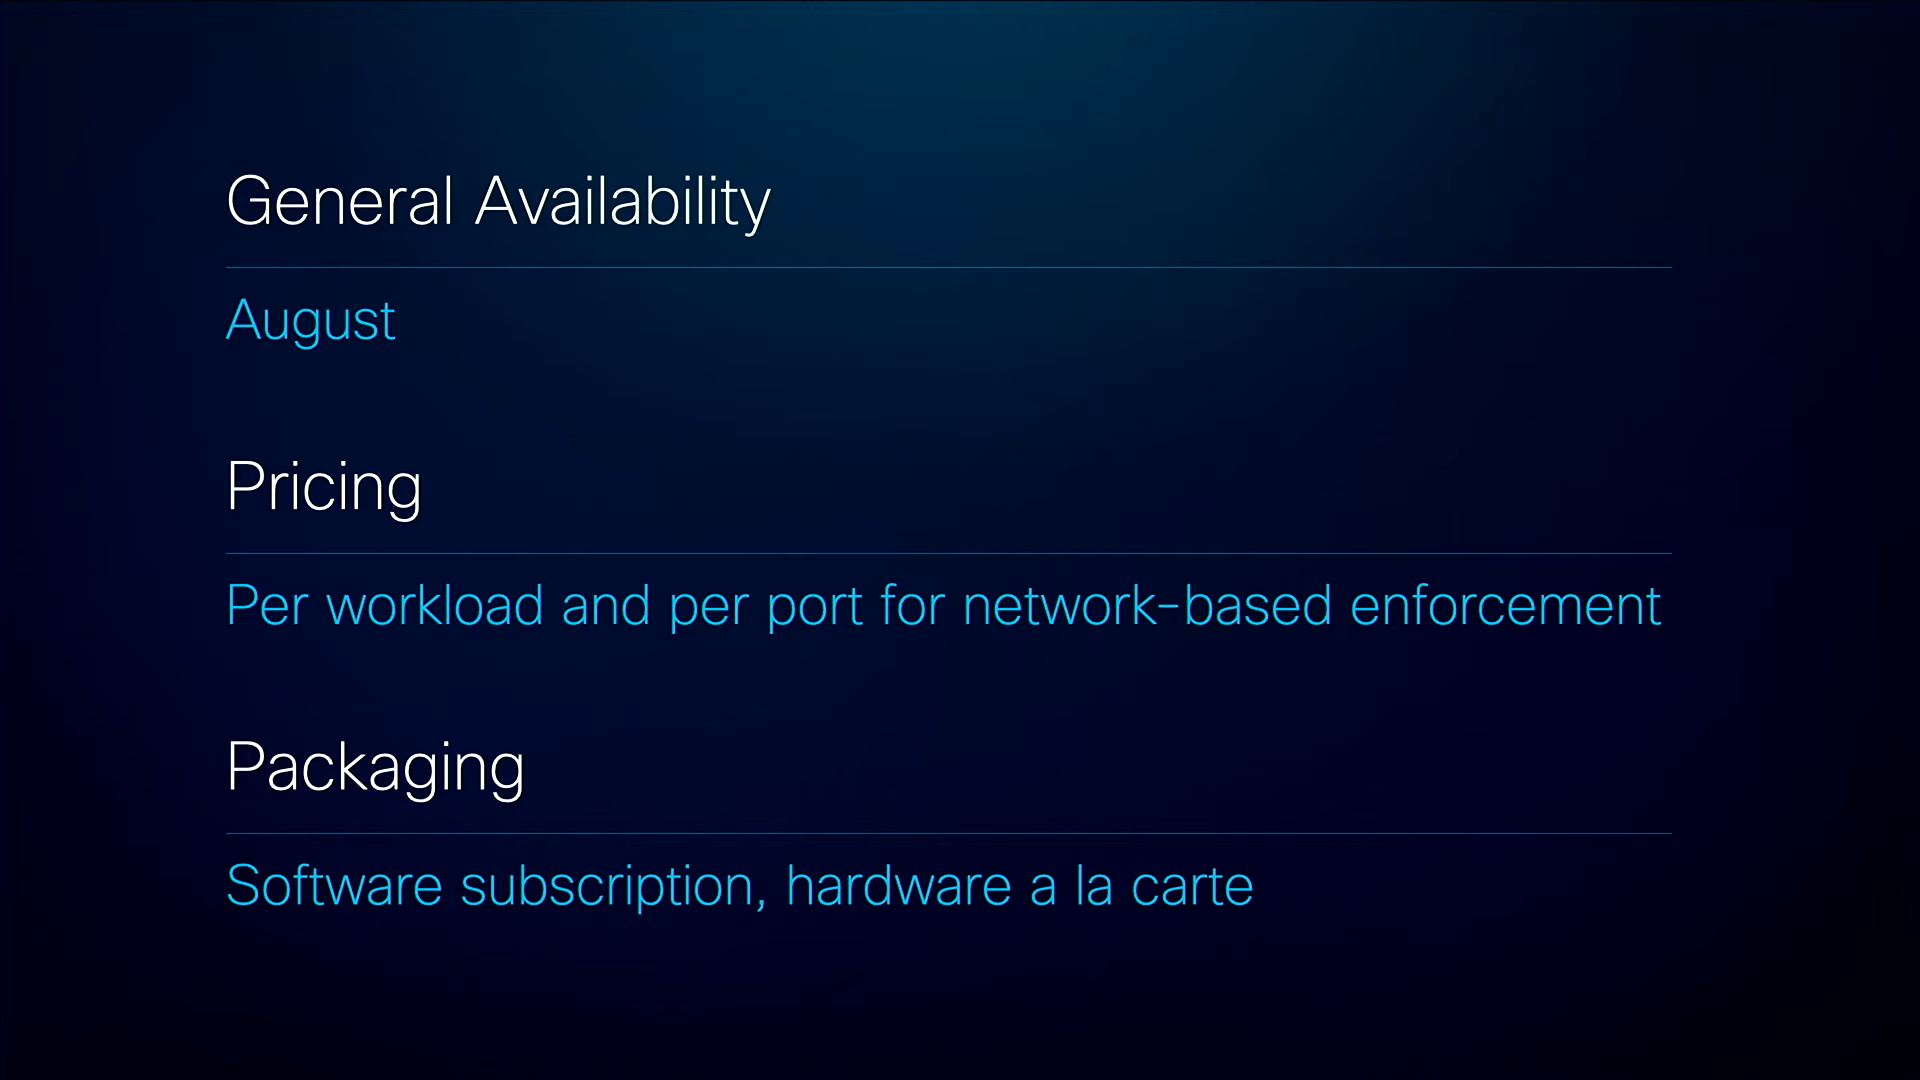 General Availability
August
Pricing
Per workload and per port for network-based enforcement
Packaging
Software subscription, hardware a la carte